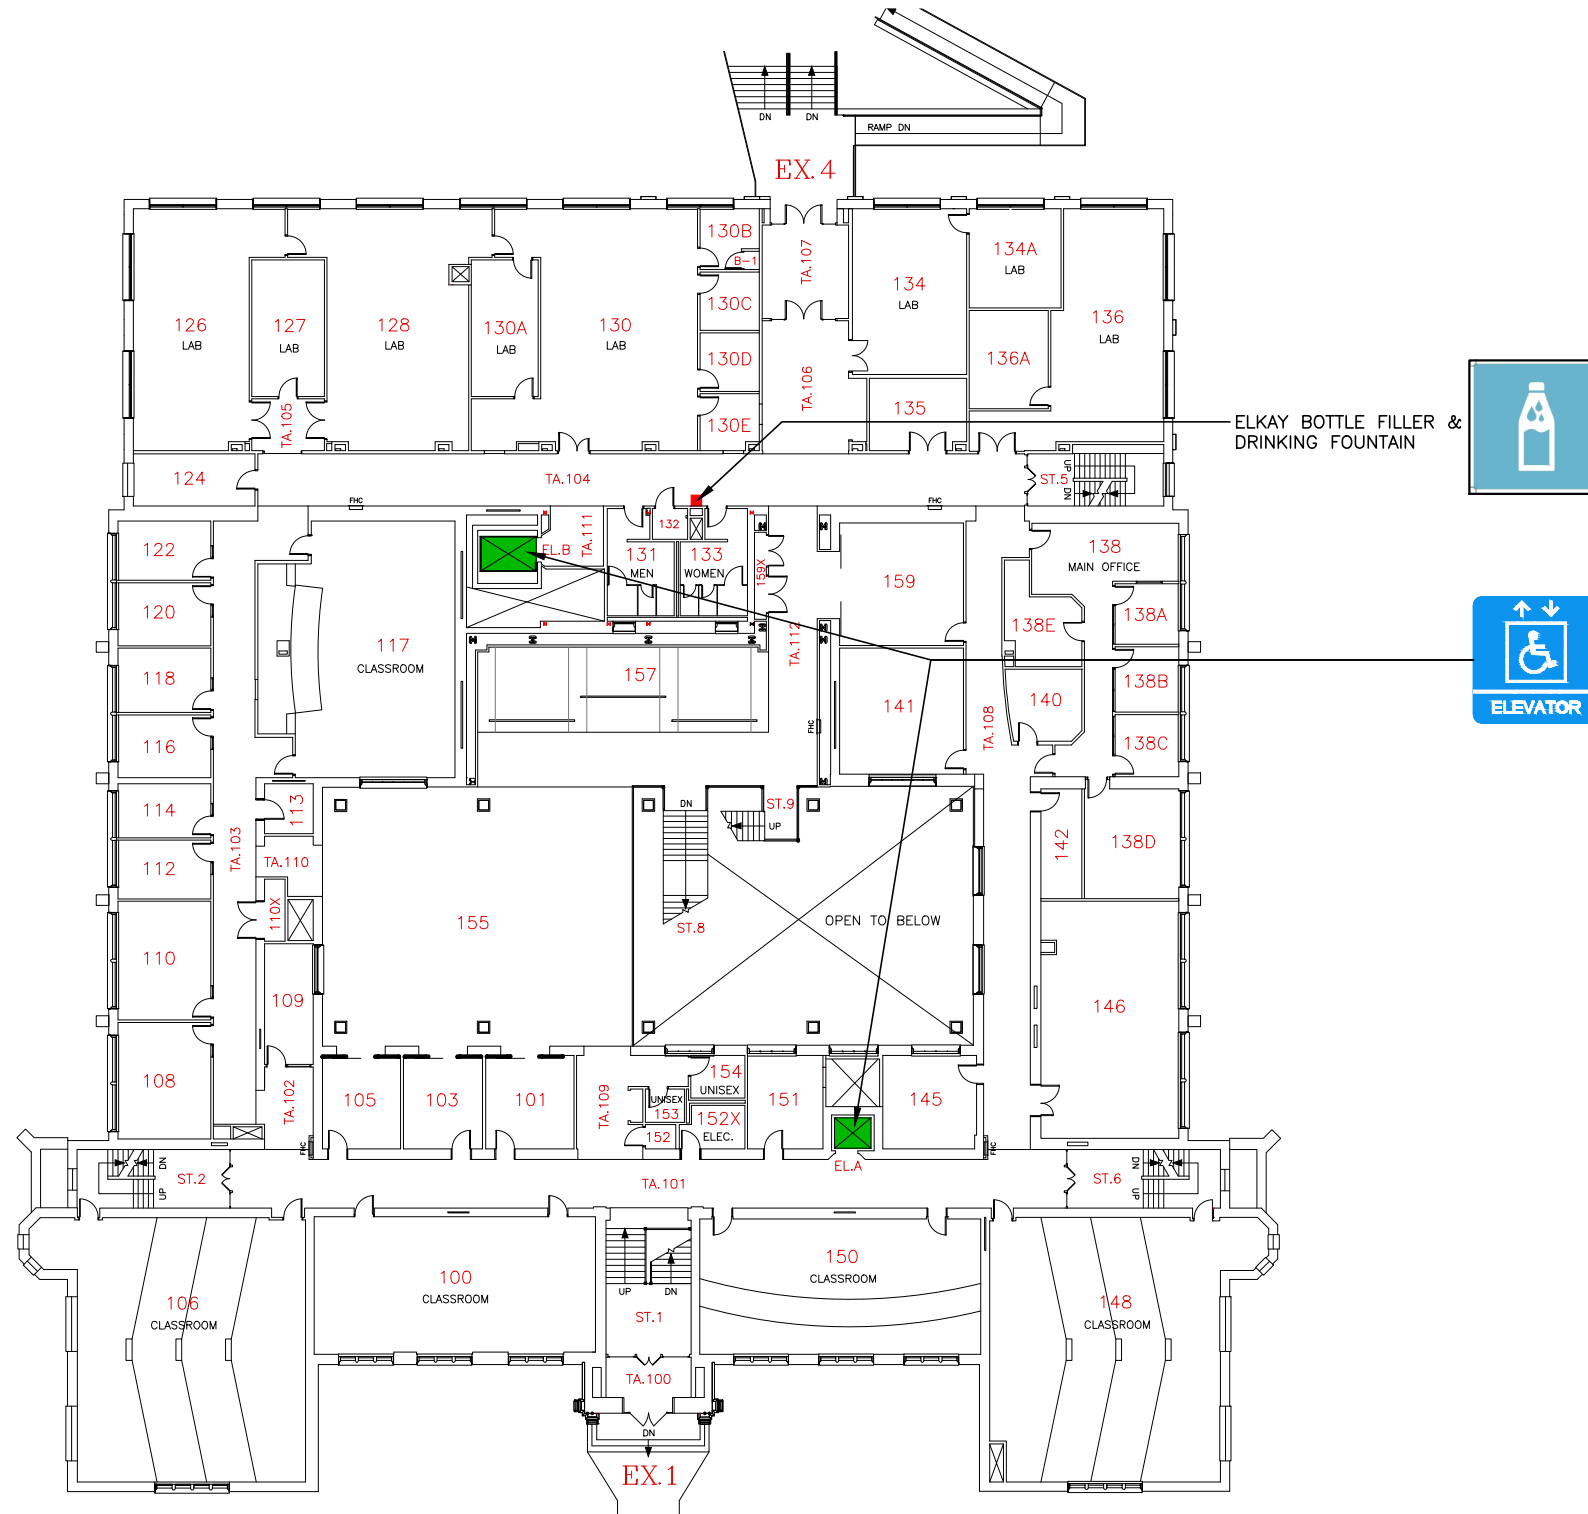 DN
DN
RAMP DN
EX.4
130B
B-1
TA.107
134A
LAB
134
LAB
130C
126
LAB
127
LAB
128
LAB
130A
LAB
130
LAB
136
LAB
136A
130D
TA.106
TA.105
130E
135
ELKAY BOTTLE FILLER &
DRINKING FOUNTAIN
124
TA.104
ST.5
UP
DN
FHC
FHC
132
TA.111
EL.B
131
MEN
133
WOMEN
159X
159
138
MAIN OFFICE
122
120
138A
138E
117
CLASSROOM
TA.112
157
118
138B
140
141
TA.108
FHC
116
138C
ELEVATOR
113
114
DN
ST.9
UP
TA.103
TA.110
112
142
138D
110X
155
ST.8
OPEN TO BELOW
110
109
146
108
TA.102
105
103
101
TA.109
154
UNISEX
UNISEX
153
152X
ELEC.
152
151
145
FHC
FHC
EL.A
DN
UP
ST.2
TA.101
ST.6
DN
UP
100
CLASSROOM
150
CLASSROOM
UP
DN
106
CLASSROOM
ST.1
148
CLASSROOM
TA.100
DN
EX.1